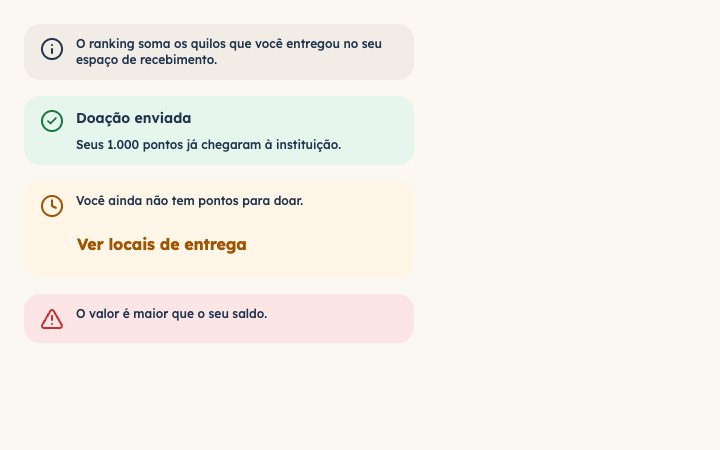 O ranking soma os quilos que você entregou no seu
espaço de recebimento.
Doação enviada
Seus 1.000 pontos já chegaram à instituição.
Você ainda não tem pontos para doar.
Ver locais de entrega
O valor é maior que o seu saldo.